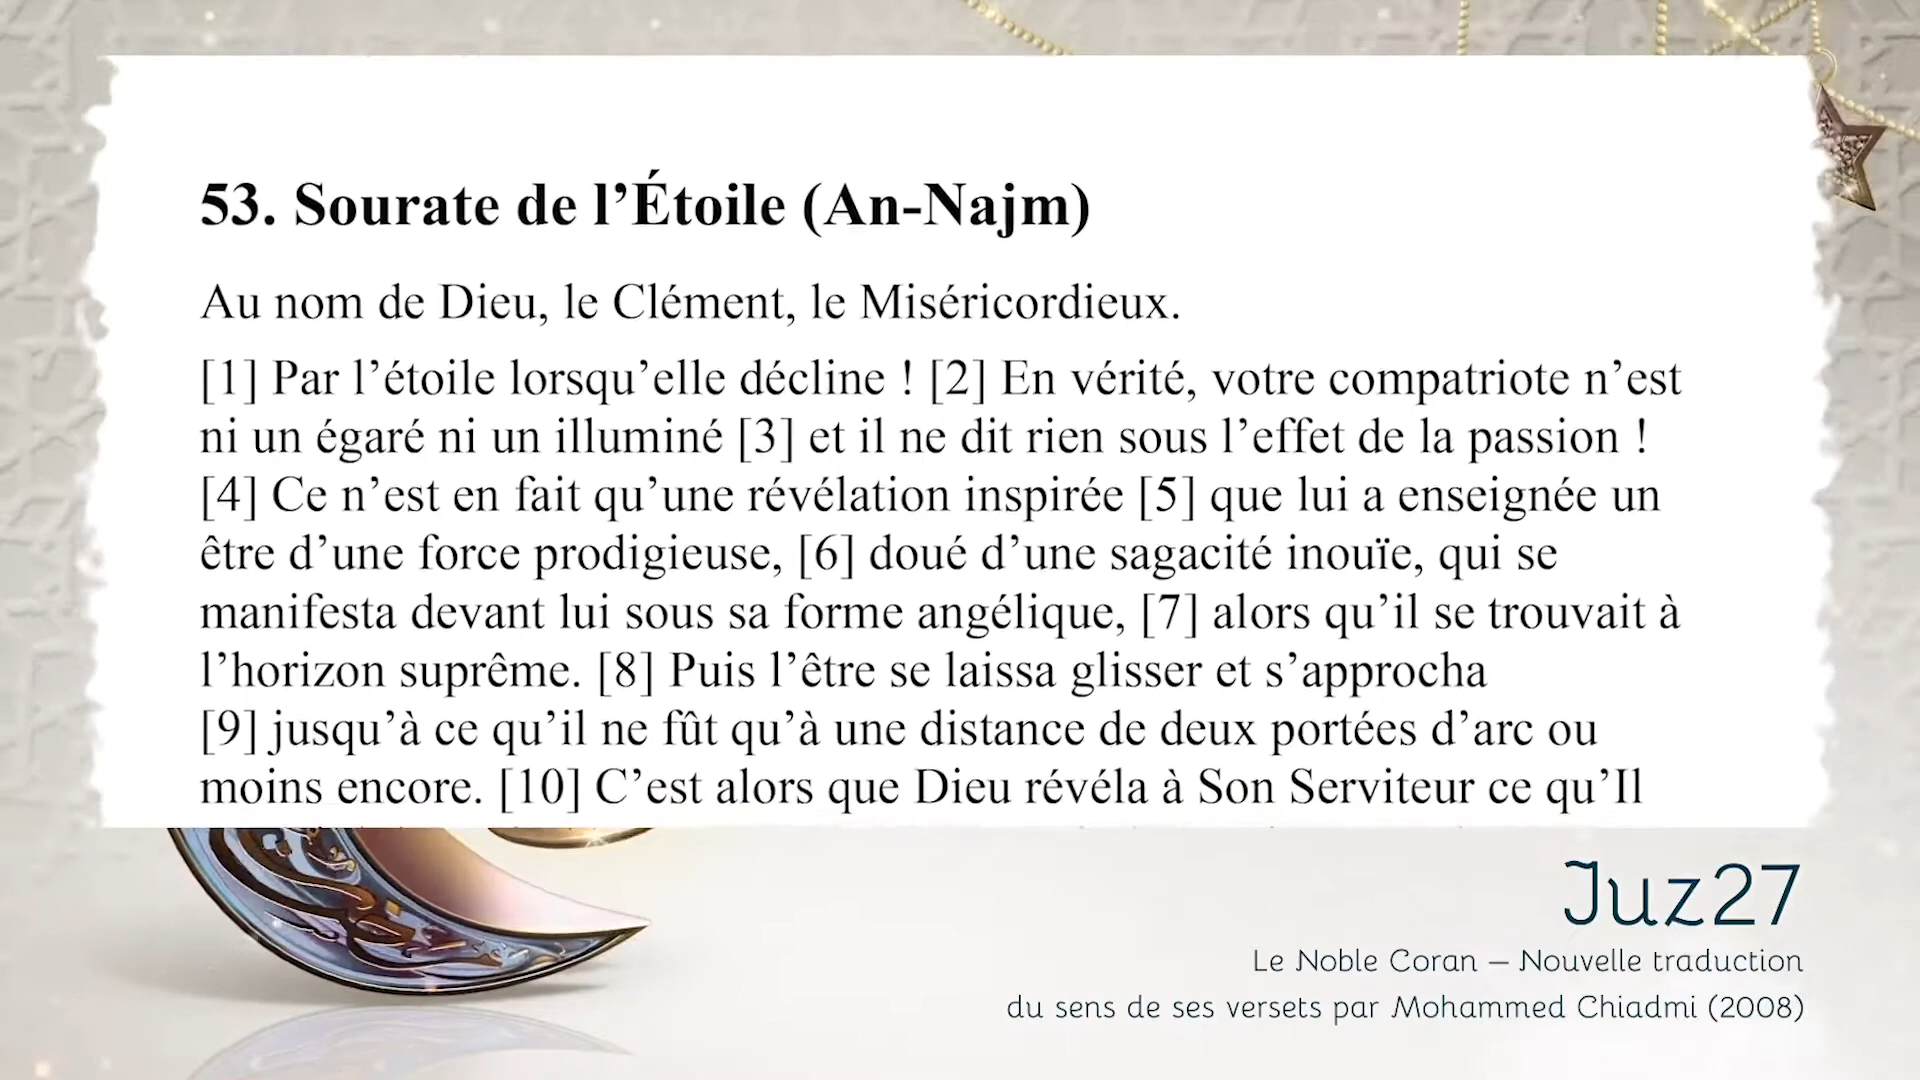 53. Sourate de l’Étoile (An-Najm)
Au nom de Dieu, le Clément, le Miséricordieux.
[1] Par l’étoile lorsqu’elle décline ! [2] En vérité, votre compatriote n’est
ni un égaré ni un illuminé [3] et il ne dit rien sous l’effet de la passion !
[4] Ce n’est en fait qu’une révélation inspirée [5] que lui a enseignée un
être d’une force prodigieuse, [6] doué d’une sagacité inouïe, qui se
manifesta devant lui sous sa forme angélique, [7] alors qu’il se trouvait à
l’horizon suprême. [8] Puis l’être se laissa glisser et s’approcha
[9] jusqu’à ce qu’il ne fût qu’à une distance de deux portées d’arc ou
moins encore. [10] C’est alors que Dieu révéla à Son Serviteur ce qu’Il
Juz27
Le Noble Coran – Nouvelle traduction
du sens de ses versets par Mohammed Chiadmi (2008)